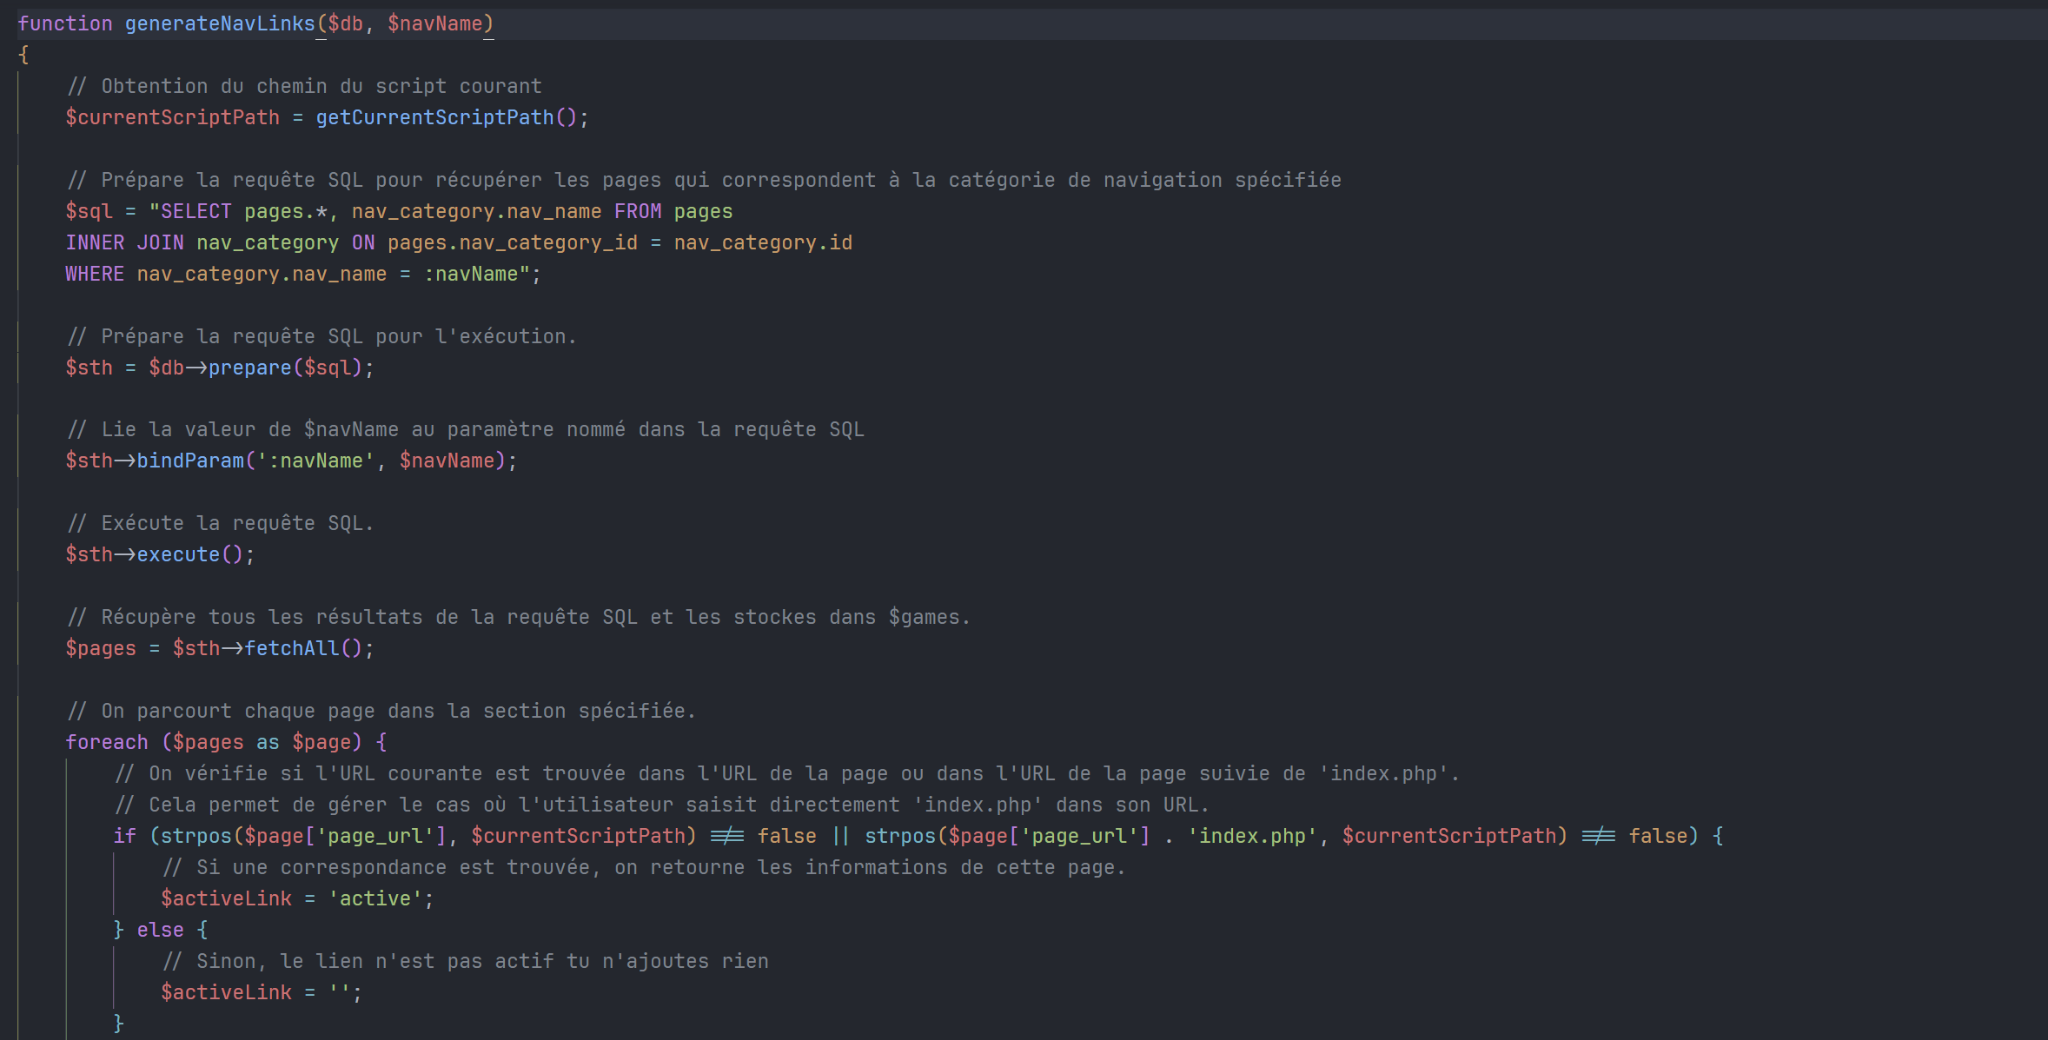 function generateNavLinks($db, $navName)
{
    // Obtention du chemin du script courant
    $currentScriptPath = getCurrentScriptPath();
    // Prépare la requête SQL pour récupérer les pages qui correspondent à la catégorie de navigation spécifiée
    $sql = "SELECT pages.*, nav_category.nav_name FROM pages
    INNER JOIN nav_category ON pages.nav_category_id = nav_category.id
    WHERE nav_category.nav_name = :navName";
    // Prépare la requête SQL pour l'exécution.
    $sth = $db->prepare($sql);
    // Lie la valeur de $navName au paramètre nommé dans la requête SQL
    $sth->bindParam(':navName', $navName);
    // Exécute la requête SQL.
    $sth->execute();
    // Récupère tous les résultats de la requête SQL et les stockes dans $games.
    $pages = $sth->fetchAll();
    // On parcourt chaque page dans la section spécifiée.
    foreach ($pages as $page) {
        // On vérifie si l'URL courante est trouvée dans l'URL de la page ou dans l'URL de la page suivie de 'index.php'.
        // Cela permet de gérer le cas où l'utilisateur saisit directement 'index.php' dans son URL.
        if (strpos($page['page_url'], $currentScriptPath) !== false || strpos($page['page_url'] . 'index.php', $currentScriptPath) !== false) {
            // Si une correspondance est trouvée, on retourne les informations de cette page.
            $activeLink = 'active';
        } else {
            // Sinon, le lien n'est pas actif tu n'ajoutes rien
            $activeLink = '';
        }